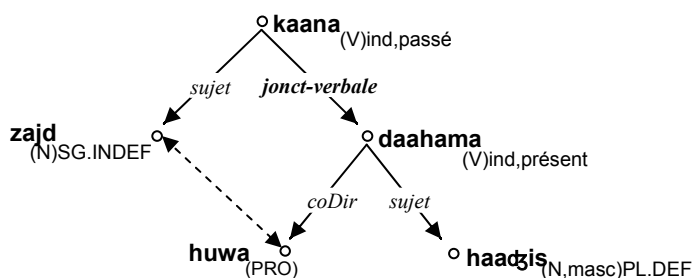 kaana (V)ind,passé
sujet jonct-verbale
zajd (N)SG.INDEF
daahama (V)ind,présent
coDir sujet
huwa (PRO)
haaʤis (N,masc)PL.DEF